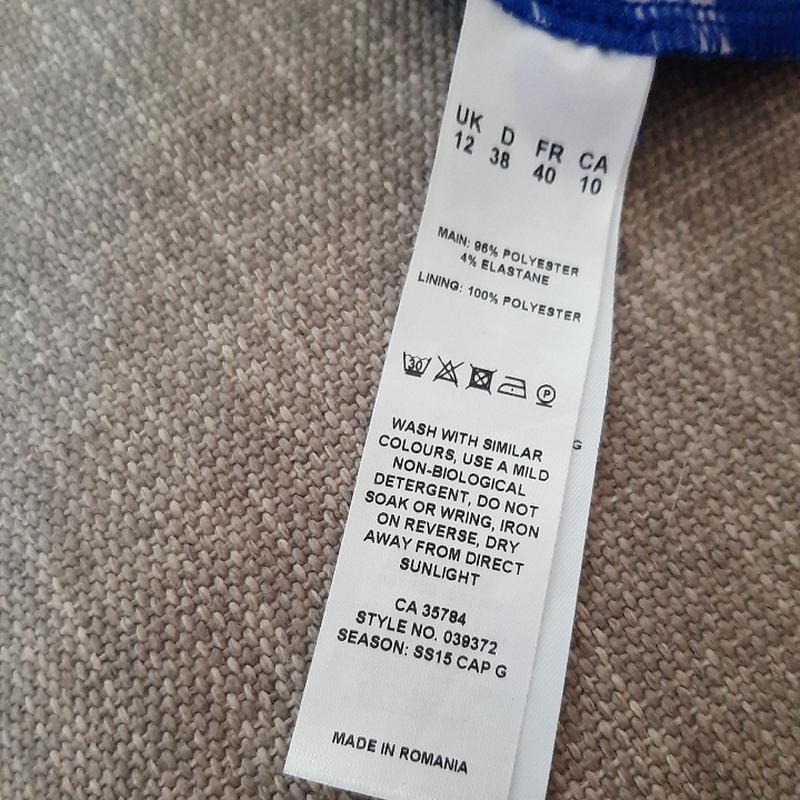 UK D FR CA
12 38 40 10
MAIN: 96% POLYESTER
4% ELASTANE
LINING: 100% POLYESTER
30
P
WASH WITH SIMILAR
COLOURS, USE A MILD
NON-BIOLOGICAL
DETERGENT, DO NOT
SOAK OR WRING, IRON
ON REVERSE, DRY
AWAY FROM DIRECT
SUNLIGHT
CA 35784
STYLE NO. 039372
SEASON: SS15 CAP G
MADE IN ROMANIA
G